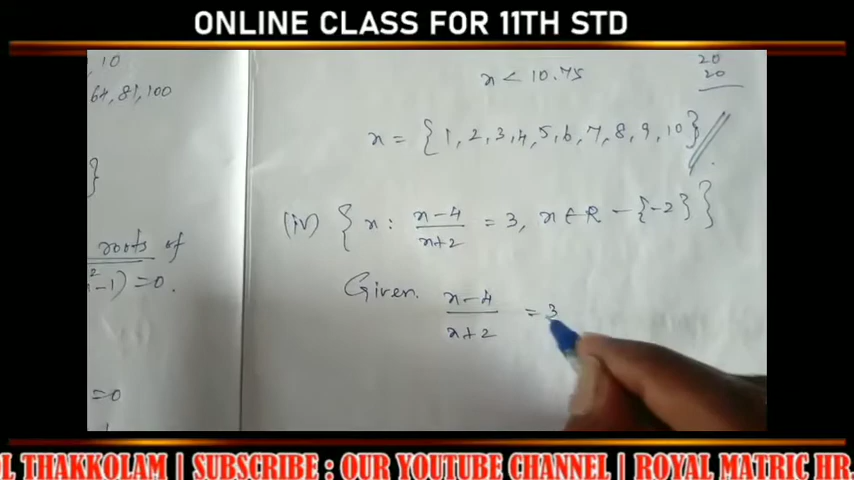 ONLINE CLASS FOR 11TH STD
, 10
64, 81, 100
}
roots of
²-1) = 0.
= 0
x < 10.75
20
20
x = {1, 2, 3, 4, 5, 6, 7, 8, 9, 10}
(iv) { x : x-4/x+2 = 3, x ∈ R - {-2} }
Given x-4/x+2 = 3
L THAKKOLAM | SUBSCRIBE : OUR YOUTUBE CHANNEL | ROYAL MATRIC HR.